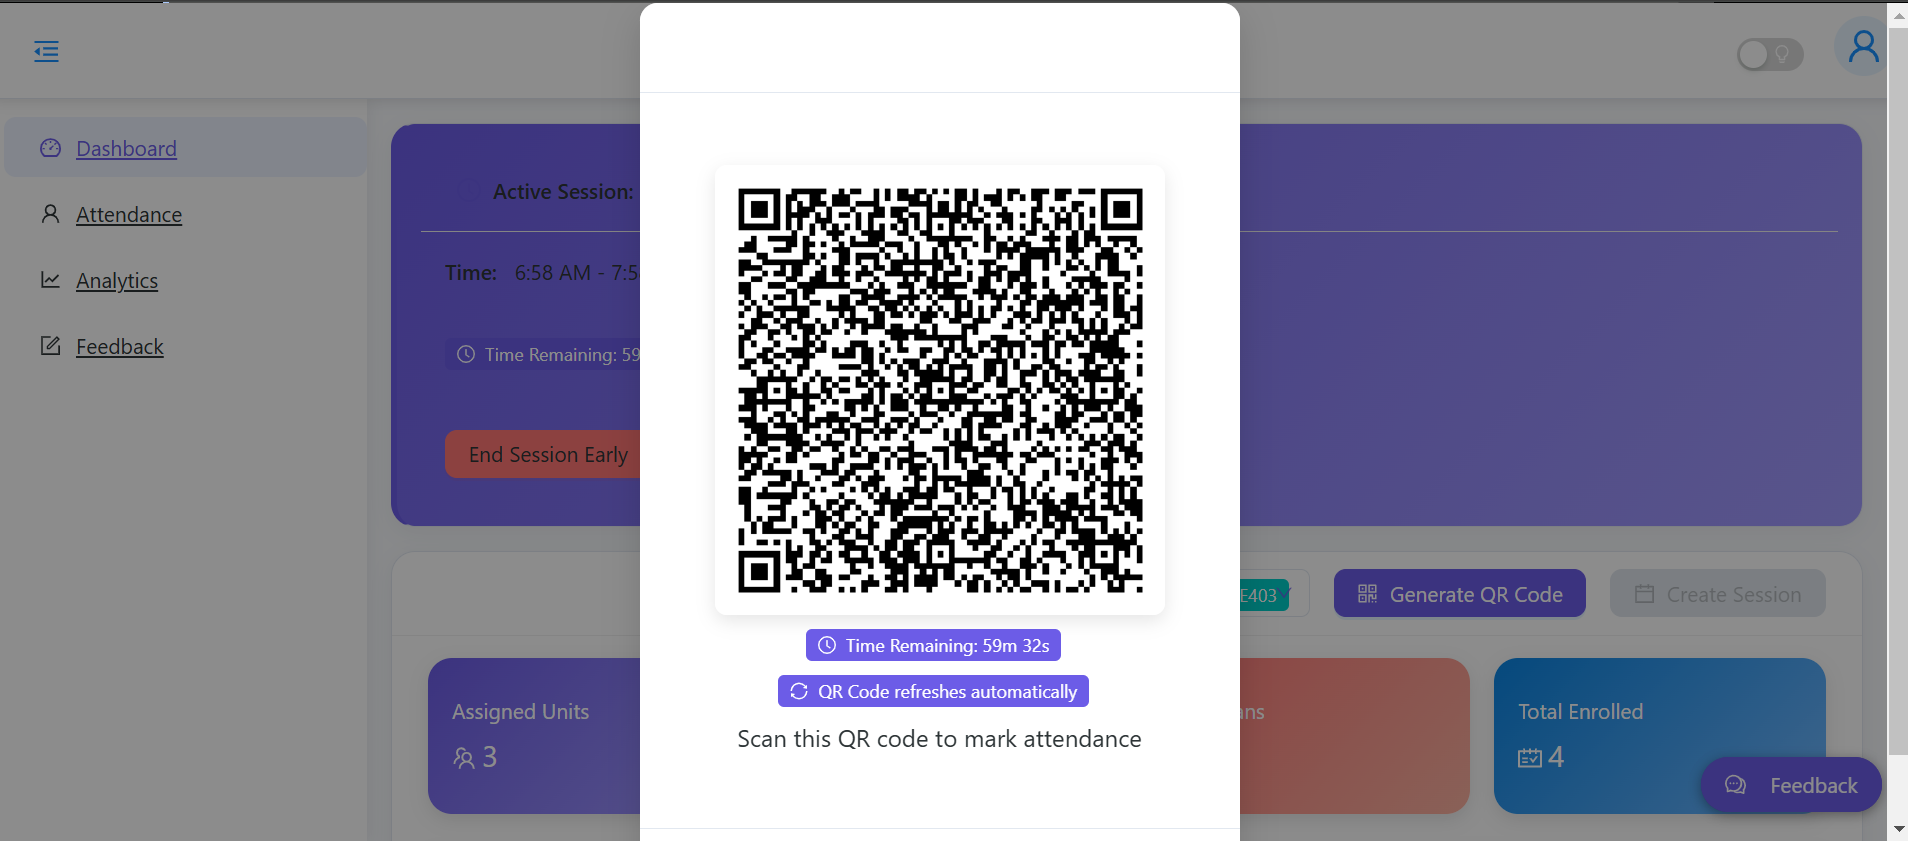 Dashboard
Attendance
Analytics
Feedback
Active Session:
Time: 6:58 AM - 7:5
Time Remaining: 59
End Session Early
Time Remaining: 59m 32s
QR Code refreshes automatically
Scan this QR code to mark attendance
E403
Generate QR Code
Create Session
Assigned Units
3
ans
Total Enrolled
4
Feedback